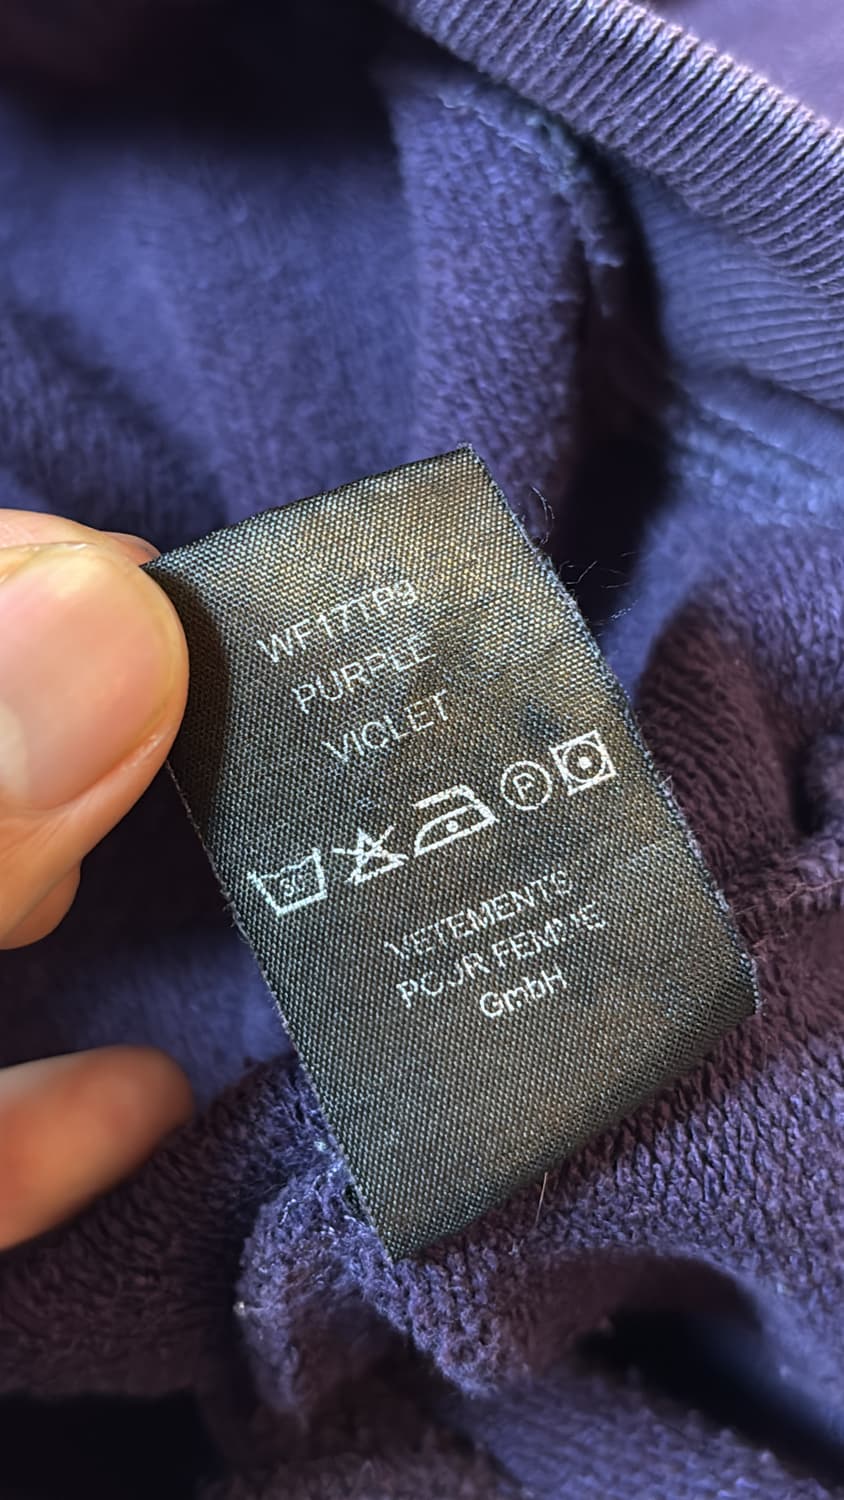 WF17TP9
PURPLE
VIOLET
30 P
VETEMENTS
POUR FEMME
GmbH